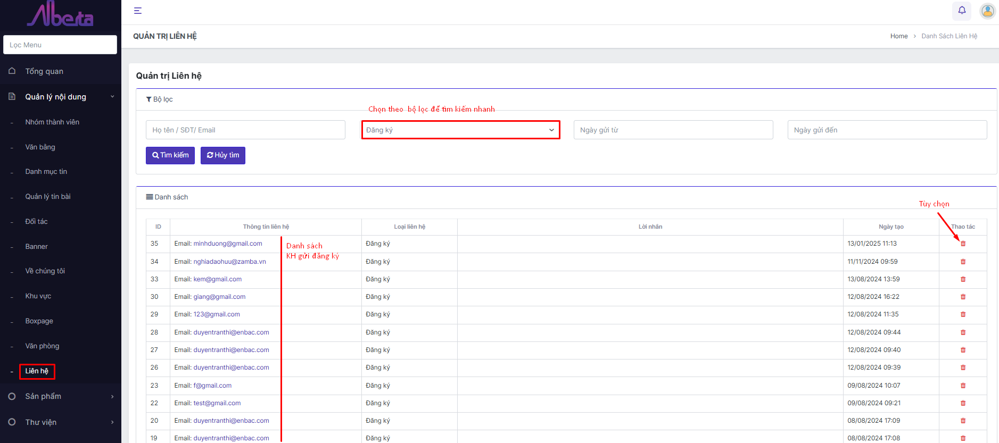 Alberta
Lọc Menu
Tổng quan
Quản lý nội dung
Nhóm thành viên
Văn bằng
Danh mục tin
Quản lý tin bài
Đối tác
Banner
Về chúng tôi
Khu vực
Boxpage
Văn phòng
Liên hệ
Sản phẩm
Thư viện
QUẢN TRỊ LIÊN HỆ
Home > Danh Sách Liên Hệ
Quản trị Liên hệ
Bộ lọc
Chọn theo bộ lọc để tìm kiếm nhanh
Họ tên / SĐT/ Email
Đăng ký
Ngày gửi từ
Ngày gửi đến
Tìm kiếm
Hủy tìm
Danh sách
Tùy chọn
ID Thông tin liên hệ Loại liên hệ Lời nhắn Ngày tạo Thao tác
35 Email: minhduong@gmail.com Đăng ký 13/01/2025 11:13
Danh sách
KH gửi đăng ký
34 Email: nghiadaohuu@zamba.vn Đăng ký 11/11/2024 09:59
33 Email: kem@gmail.com Đăng ký 13/08/2024 13:59
30 Email: giang@gmail.com Đăng ký 12/08/2024 16:22
29 Email: 123@gmail.com Đăng ký 12/08/2024 11:35
28 Email: duyentranthi@enbac.com Đăng ký 12/08/2024 09:44
27 Email: duyentranthi@enbac.com Đăng ký 12/08/2024 09:40
26 Email: duyentranthi@enbac.com Đăng ký 12/08/2024 09:39
23 Email: f@gmail.com Đăng ký 09/08/2024 10:07
22 Email: test@gmail.com Đăng ký 09/08/2024 09:21
20 Email: duyentranthi@enbac.com Đăng ký 08/08/2024 17:09
19 Email: duyentranthi@enbac.com Đăng ký 08/08/2024 17:08